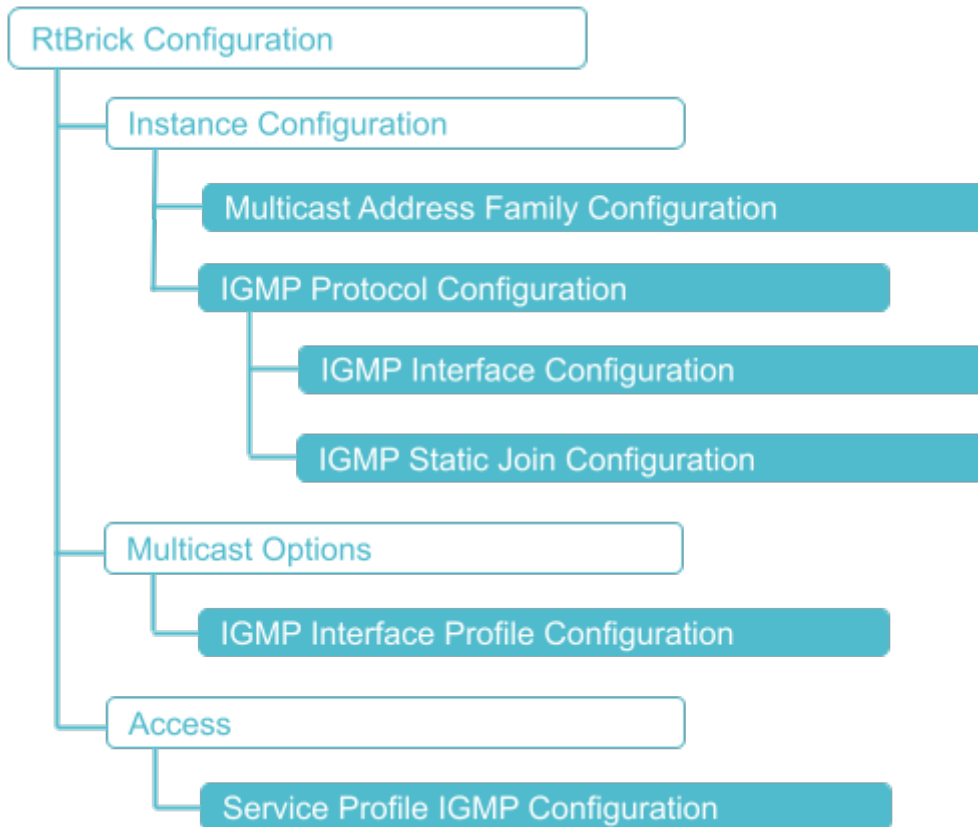 RtBrick Configuration
Instance Configuration
Multicast Address Family Configuration
IGMP Protocol Configuration
IGMP Interface Configuration
IGMP Static Join Configuration
Multicast Options
IGMP Interface Profile Configuration
Access
Service Profile IGMP Configuration